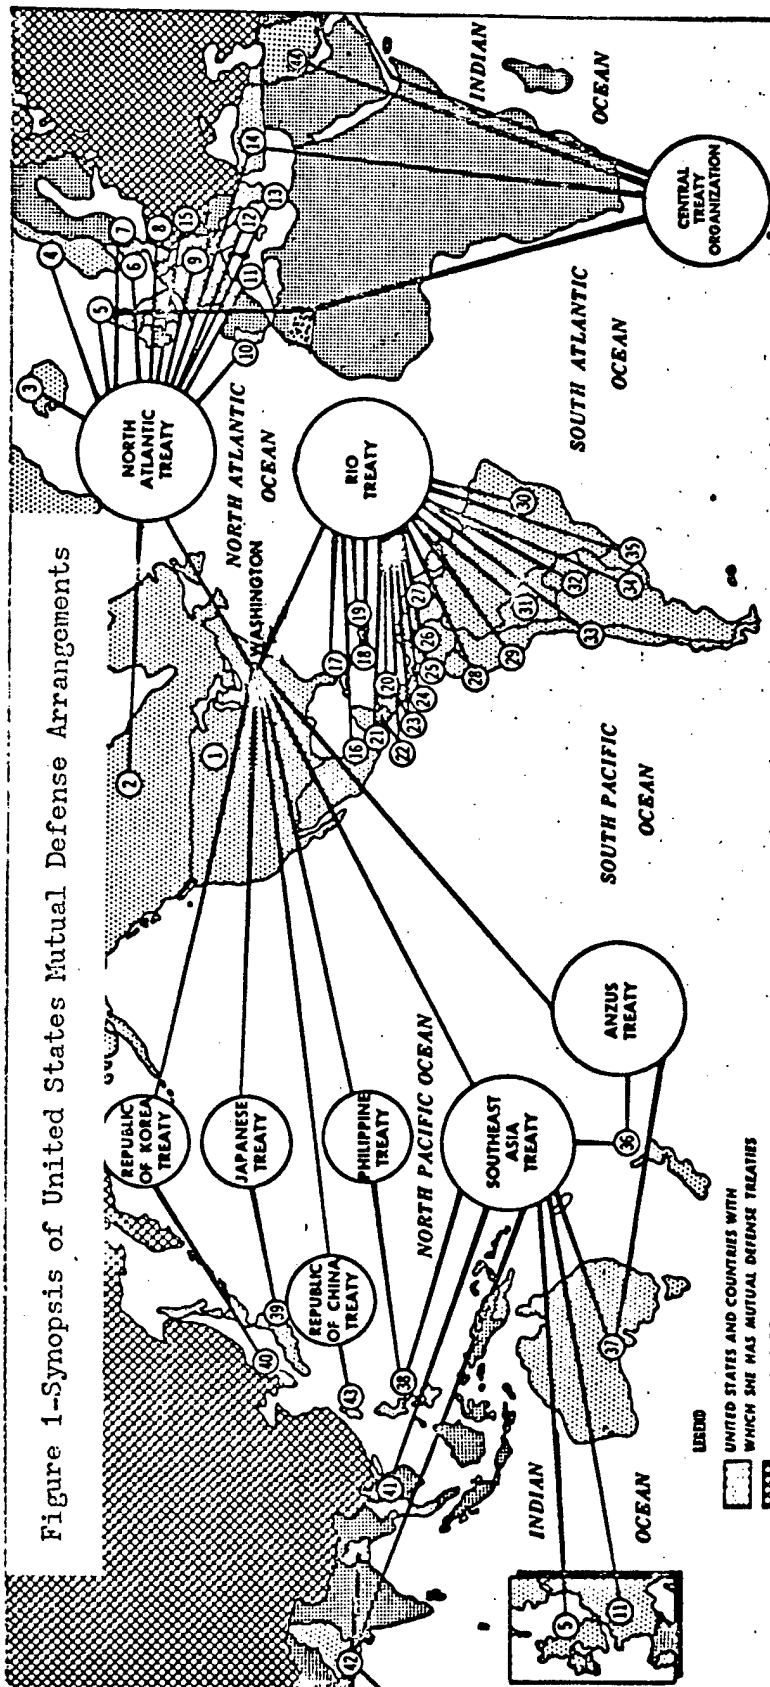 Figure 1-Synopsis of United States Mutual Defense Arrangements
REPUBLIC
OF KOREA
TREATY
JAPANESE
TREATY
REPUBLIC
OF CHINA
TREATY
PHILIPPINE
TREATY
NORTH PACIFIC OCEAN
SOUTHEAST
ASIA
TREATY
ANZUS
TREATY
SOUTH PACIFIC
OCEAN
WASHINGTON
NORTH ATLANTIC
OCEAN
NORTH
ATLANTIC
TREATY
RIO
TREATY
SOUTH ATLANTIC
OCEAN
CENTRAL
TREATY
ORGANIZATION
INDIAN
OCEAN
INDIAN
OCEAN
1
2
3
4
5
6
7
8
9
10
11
12
13
14
15
16
17
18
19
20
21
22
23
24
25
26
27
28
29
30
31
32
33
34
35
36
37
38
39
40
41
42
43
44
5
11
LEGEND
UNITED STATES AND COUNTRIES WITH
WHICH SHE HAS MUTUAL DEFENSE TREATIES